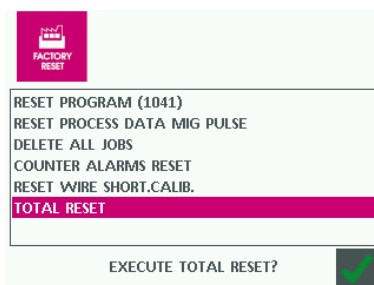 FACTORY
RESET
RESET PROGRAM (1041)
RESET PROCESS DATA MIG PULSE
DELETE ALL JOBS
COUNTER ALARMS RESET
RESET WIRE SHORT.CALIB.
TOTAL RESET
EXECUTE TOTAL RESET?